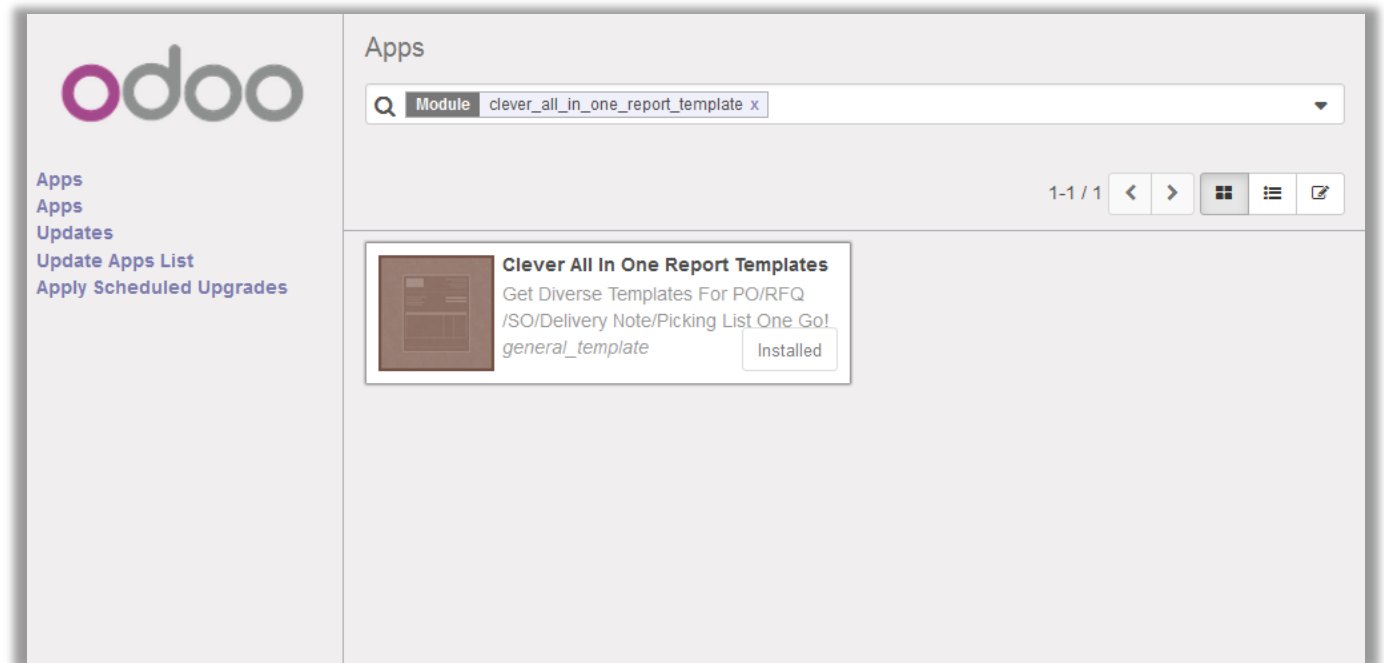 odoo
Apps
Apps
Updates
Update Apps List
Apply Scheduled Upgrades
Apps
Module clever_all_in_one_report_template x
1-1 / 1
Clever All In One Report Templates
Get Diverse Templates For PO/RFQ
/SO/Delivery Note/Picking List One Go!
general_template
Installed